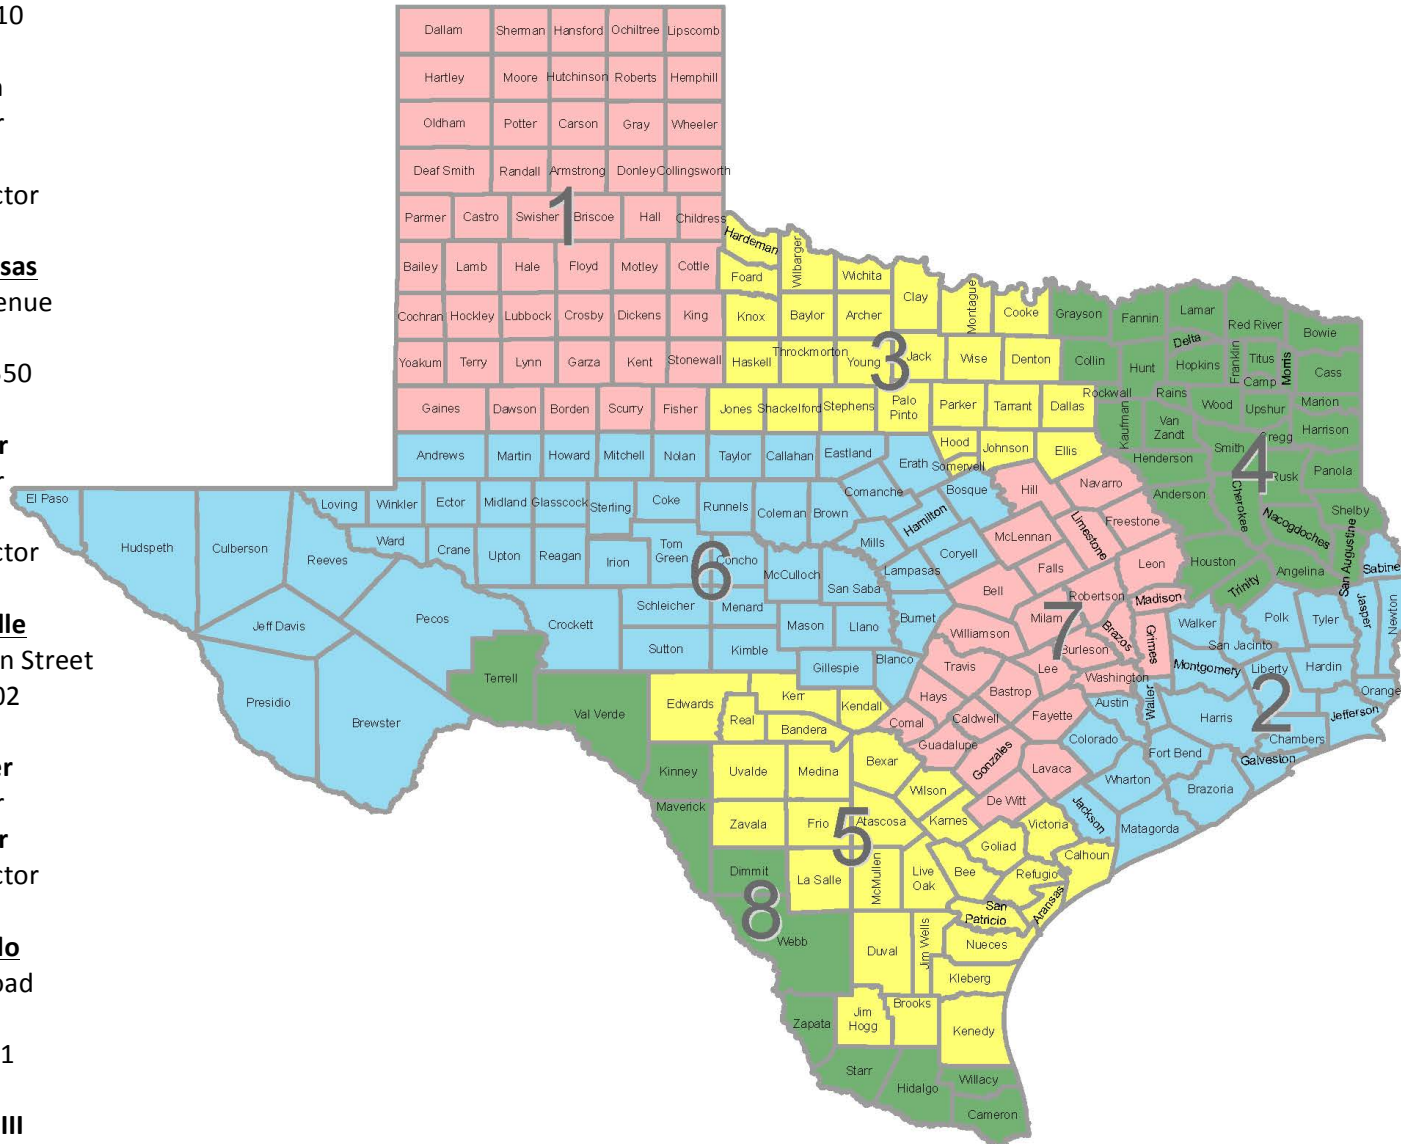 10
r
ctor
sas
enue
50
r
r
ctor
lle
n Street
02
er
r
r
ctor
do
oad
1
III
Dallam Sherman Hansford Ochiltree Lipscomb
Hartley Moore Hutchinson Roberts Hemphill
Oldham Potter Carson Gray Wheeler
Deaf Smith Randall Armstrong Donley Collingsworth
1
Parmer Castro Swisher Briscoe Hall Childress
Hardeman Wilbarger
Bailey Lamb Hale Floyd Motley Cottle Foard Wichita
Clay Montague Cooke Grayson Fannin Lamar Red River Bowie
Cochran Hockley Lubbock Crosby Dickens King Knox Baylor Archer
Delta Franklin Titus Morris Cass
3
Yoakum Terry Lynn Garza Kent Stonewall Haskell Throckmorton Young Jack Wise Denton Collin Hunt Hopkins Camp
Rockwall Rains Wood Upshur Marion
Gaines Dawson Borden Scurry Fisher Jones Shackelford Stephens Palo Pinto Parker Tarrant Dallas Kaufman Van Zandt
Smith regg Harrison
4
Andrews Martin Howard Mitchell Nolan Taylor Callahan Eastland Erath Hood Somervell Johnson Ellis Henderson Rusk Panola
El Paso Hudspeth Culberson Reeves Loving Winkler Ector Midland Glasscock Sterling Coke Runnels Coleman Brown Comanche Hamilton Bosque Hill Navarro Anderson Cherokee Nacogdoches Shelby
Ward Crane Upton Reagan Irion Tom Green Concho McCulloch San Saba Mills Lampasas Coryell McLennan Limestone Freestone Leon Houston Angelina San Augustine Sabine
6
Falls Bell Robertson Madison Trinity
Jeff Davis Pecos Crockett Schleicher Menard Mason Llano Burnet Milam Brazos Grimes Walker Polk Tyler Jasper Newton
7
Sutton Kimble Gillespie Blanco Williamson Burleson San Jacinto
Presidio Brewster Terrell Val Verde Travis Lee Washington Montgomery Liberty Hardin Orange
Edwards Real Kerr Kendall Bandera Hays Bastrop Fayette Austin Waller Harris Jefferson
2
Comal Caldwell Guadalupe Gonzales Lavaca Colorado Fort Bend Chambers Galveston
Kinney Uvalde Medina Bexar Wilson De Witt Wharton Brazoria
Maverick Zavala Frio Atascosa Karnes Victoria Jackson Matagorda
5
Dimmit La Salle McMullen Live Oak Bee Goliad Refugio Calhoun
8
Webb Duval Jim Wells San Patricio Aransas
Nueces
Kleberg
Zapata Jim Hogg Brooks Kenedy
Starr Hidalgo Willacy
Cameron